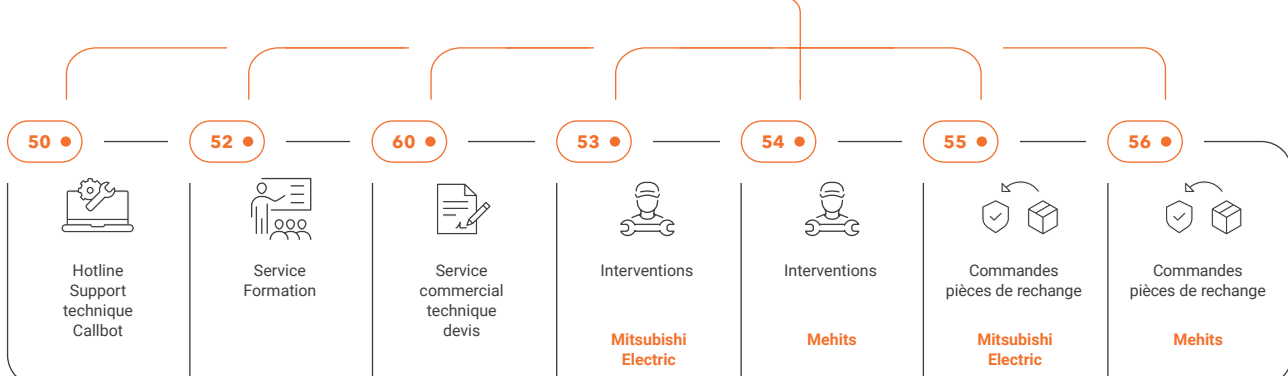 50
52
60
53
54
55
56
Hotline
Support
technique
Callbot
Service
Formation
Service
commercial
technique
devis
Interventions
Mitsubishi
Electric
Interventions
Mehits
Commandes
pièces de rechange
Mitsubishi
Electric
Commandes
pièces de rechange
Mehits